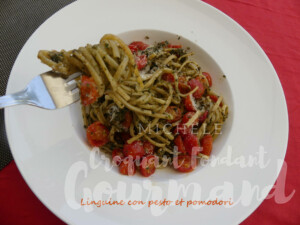 MICHELE
Croquant Fondant
Gourmand
Linguine con pesto et pomodori